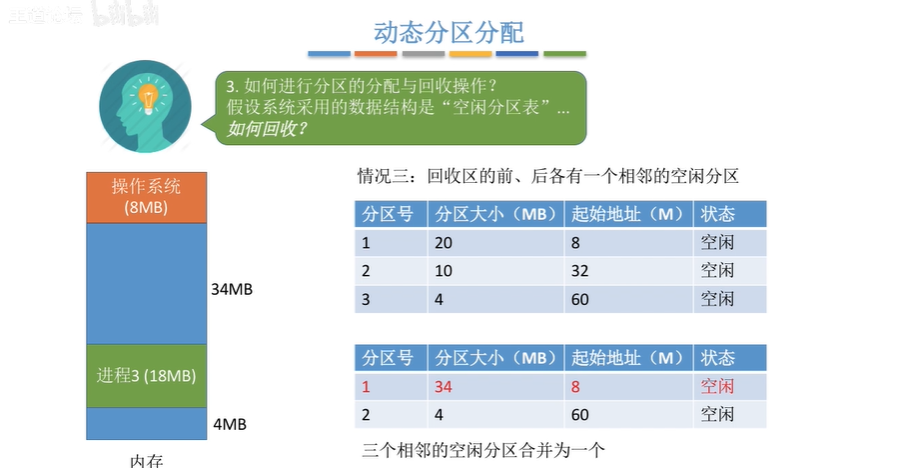 bilibili
动态分区分配
3. 如何进行分区的分配与回收操作？
假设系统采用的数据结构是“空闲分区表”...
如何回收？
操作系统
(8MB)
34MB
进程3 (18MB)
4MB
内存
情况三：回收区的前、后各有一个相邻的空闲分区
分区号 分区大小（MB） 起始地址（M） 状态
1 20 8 空闲
2 10 32 空闲
3 4 60 空闲
分区号 分区大小（MB） 起始地址（M） 状态
1 34 8 空闲
2 4 60 空闲
三个相邻的空闲分区合并为一个